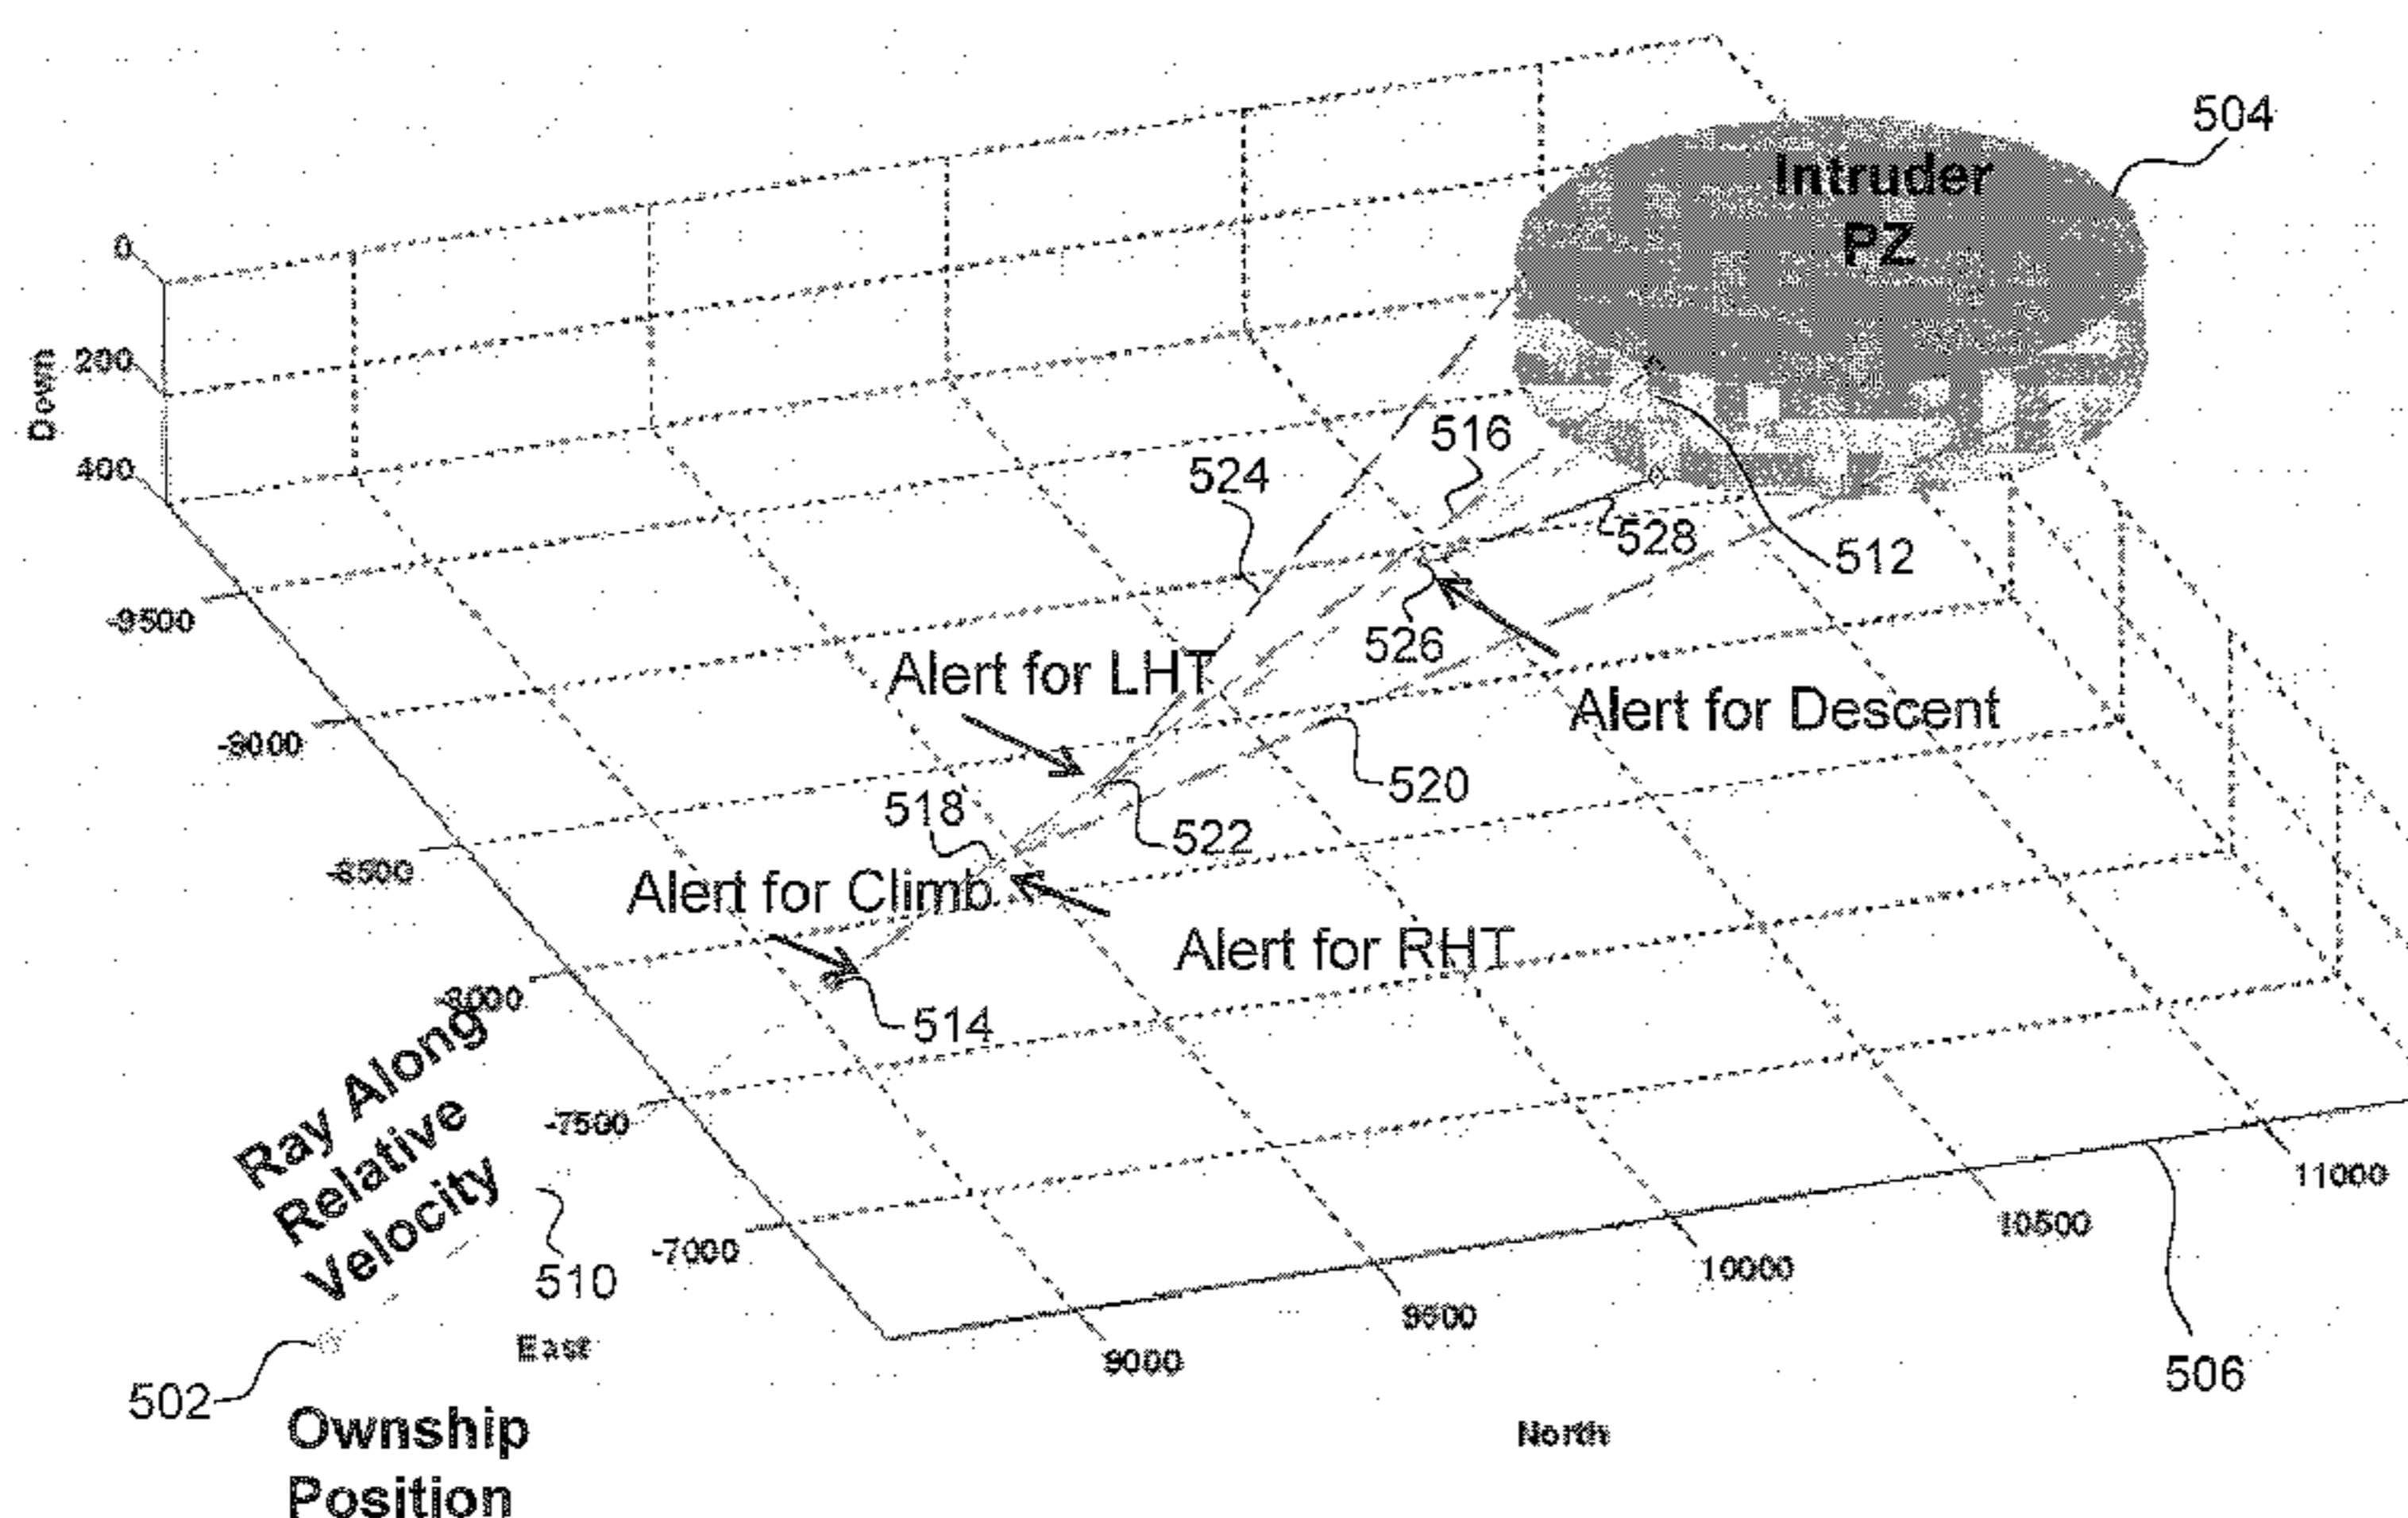 504
Intruder
PZ
0
Down
200
400
516
524
528
512
-9500
526
Alert for LHT
Alert for Descent
-9000
520
518
522
-8500
Alert for Climb
Alert for RHT
-8000
514
Ray Along
Relative
Velocity
-7500
11000
10500
-7000
510
10000
9500
East
9000
502
506
Ownship
Position
North